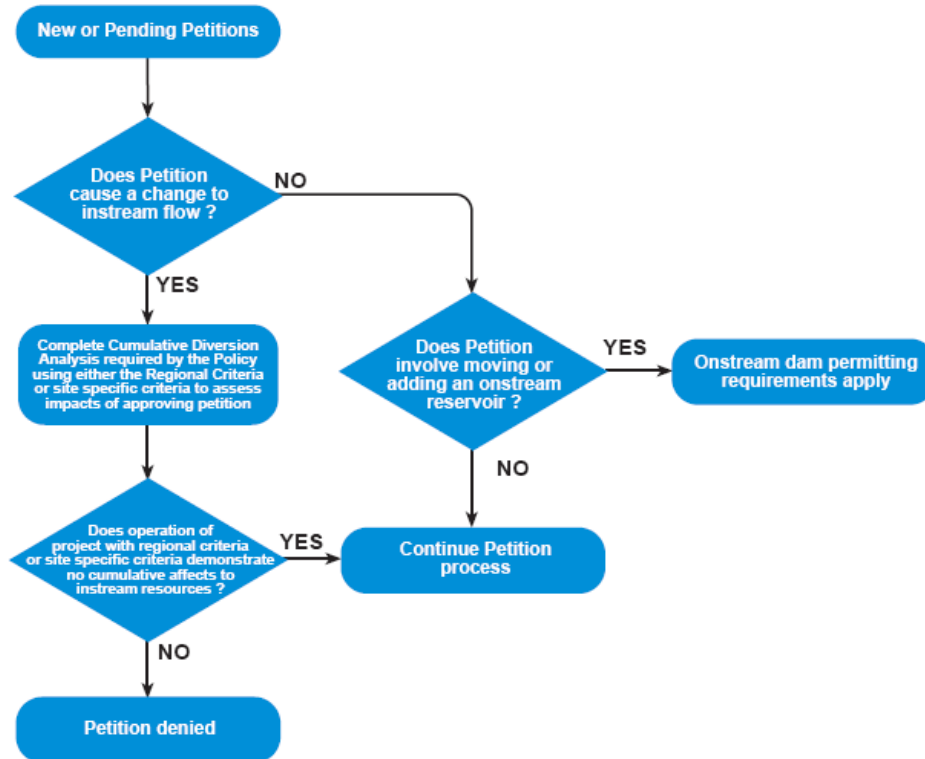 New or Pending Petitions
Does Petition
cause a change to
instream flow ?
NO
YES
Complete Cumulative Diversion
Analysis required by the Policy
using either the Regional Criteria
or site specific criteria to assess
impacts of approving petition
Does Petition
involve moving or
adding an onstream
reservoir ?
YES
Onstream dam permitting
requirements apply
NO
Does operation of
project with regional criteria
or site specific criteria demonstrate
no cumulative affects to
instream resources ?
YES
Continue Petition
process
NO
Petition denied